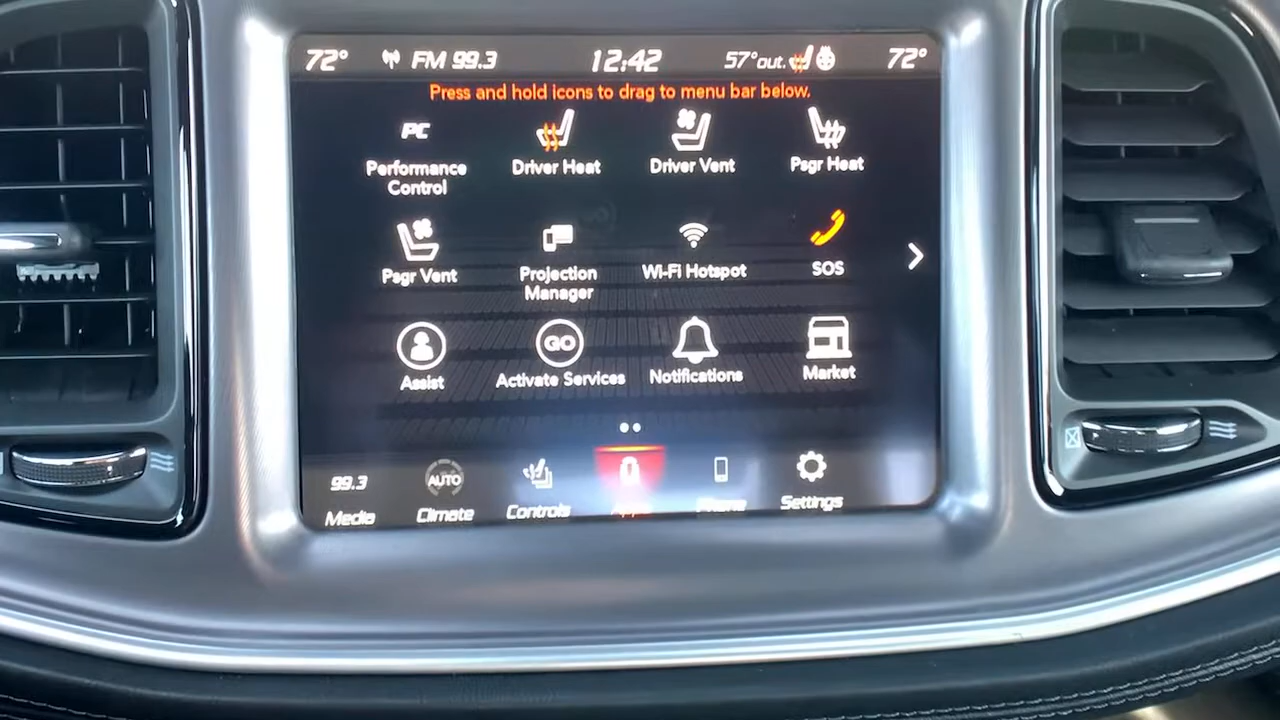 72° FM 99.3 12:42 57°out. 72°
Press and hold icons to drag to menu bar below.
PC
Performance
Control
Driver Heat
Driver Vent
Psgr Heat
Psgr Vent
Projection
Manager
Wi-Fi Hotspot
SOS
Assist
GO
Activate Services
Notifications
Market
99.3
Media
AUTO
Climate
Controls
Settings